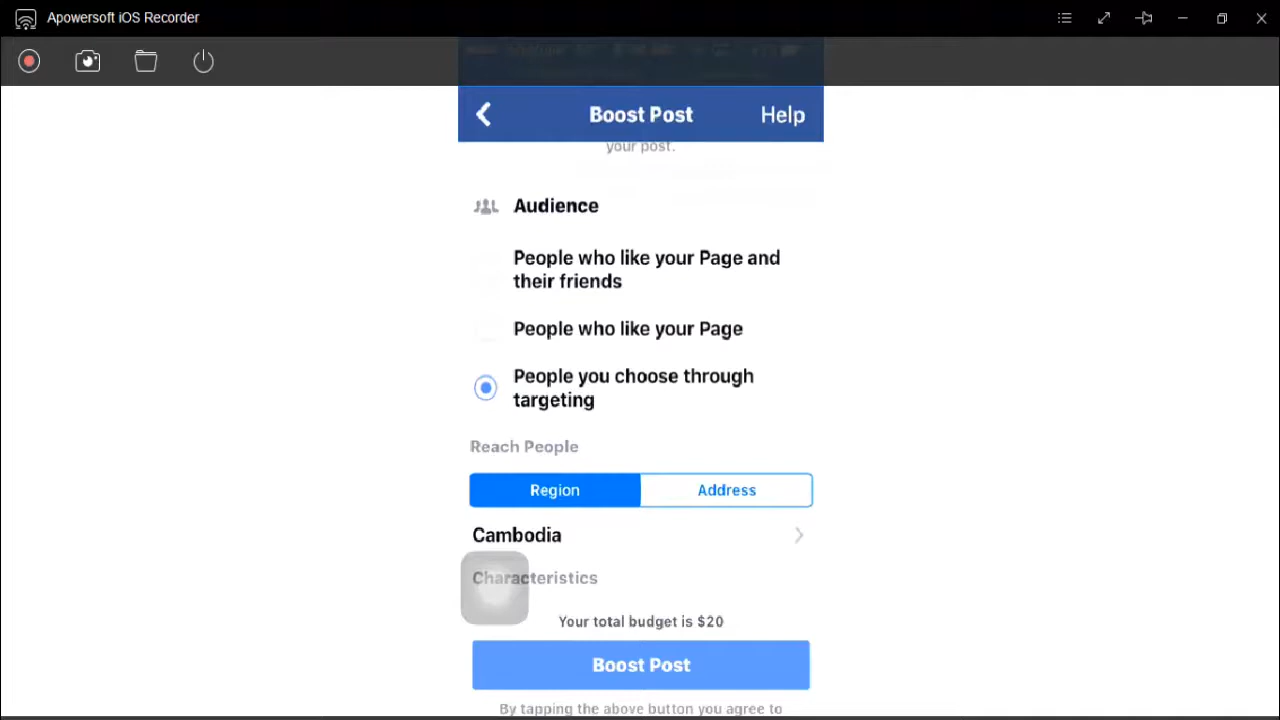 Apowersoft iOS Recorder
Boost Post
Help
your post.
Audience
People who like your Page and
their friends
People who like your Page
People you choose through
targeting
Reach People
Region
Address
Cambodia
Characteristics
Your total budget is $20
Boost Post
By tapping the above button you agree to